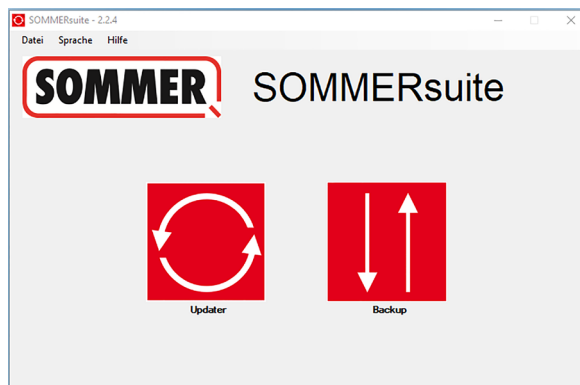 SOMMERsuite - 2.2.4
Datei Sprache Hilfe
SOMMER SOMMERsuite
Updater Backup